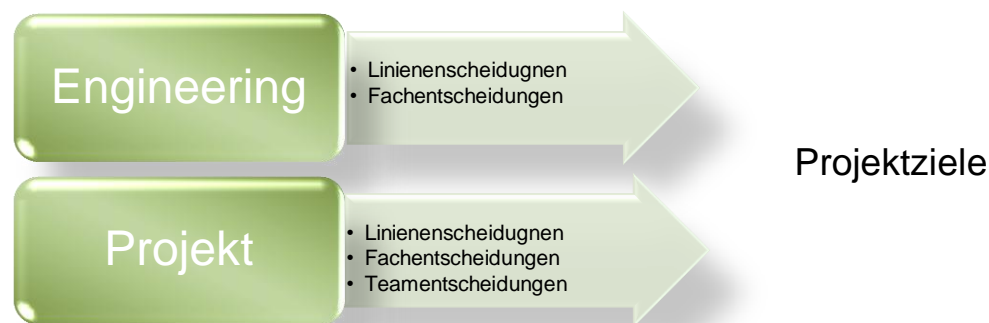 Engineering
• Linienenscheidugnen
• Fachentscheidungen
Projektziele
Projekt
• Linienenscheidugnen
• Fachentscheidungen
• Teamentscheidungen